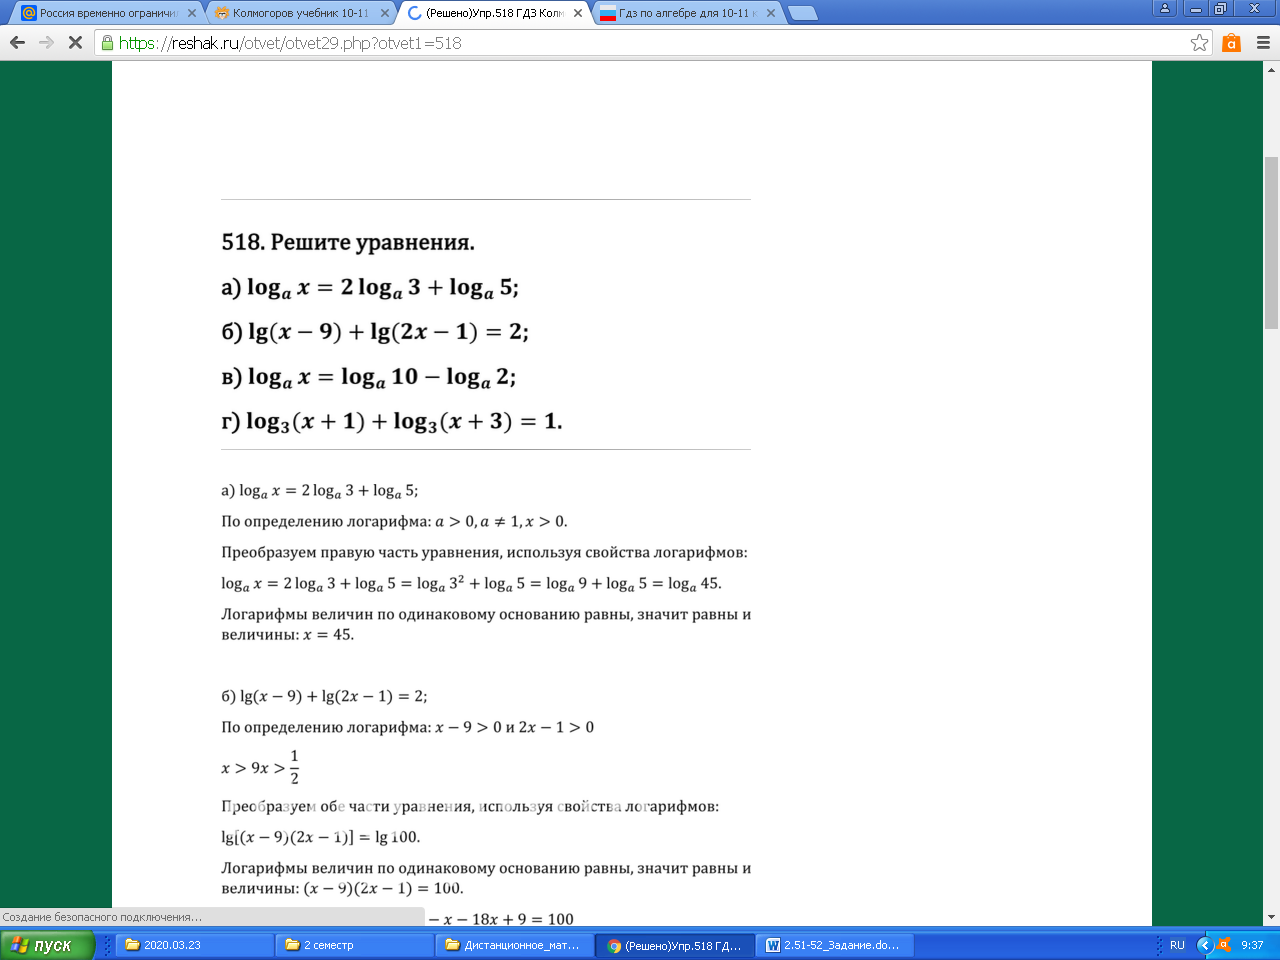 Россия временно ограничи
Колмогоров учебник 10-11
(Решено)Упр.518 ГДЗ Колм
Гдз по алгебре для 10-11 к
https://reshak.ru/otvet/otvet29.php?otvet1=518
518. Решите уравнения.
а) logₐ x = 2 logₐ 3 + logₐ 5;
б) lg(x − 9) + lg(2x − 1) = 2;
в) logₐ x = logₐ 10 − logₐ 2;
г) log₃(x + 1) + log₃(x + 3) = 1.
а) logₐ x = 2 logₐ 3 + logₐ 5;
По определению логарифма: a > 0, a ≠ 1, x > 0.
Преобразуем правую часть уравнения, используя свойства логарифмов:
logₐ x = 2 logₐ 3 + logₐ 5 = logₐ 3² + logₐ 5 = logₐ 9 + logₐ 5 = logₐ 45.
Логарифмы величин по одинаковому основанию равны, значит равны и
величины: x = 45.
б) lg(x − 9) + lg(2x − 1) = 2;
По определению логарифма: x − 9 > 0 и 2x − 1 > 0
x > 9x > 1/2
Преобразуем обе части уравнения, используя свойства логарифмов:
lg[(x − 9)(2x − 1)] = lg 100.
Логарифмы величин по одинаковому основанию равны, значит равны и
величины: (x − 9)(2x − 1) = 100.
− x − 18x + 9 = 100
Создание безопасного подключения...
пуск
2020.03.23
2 семестр
Дистанционное_мат...
(Решено)Упр.518 ГД...
2.51-52_Задание.do...
RU
9:37